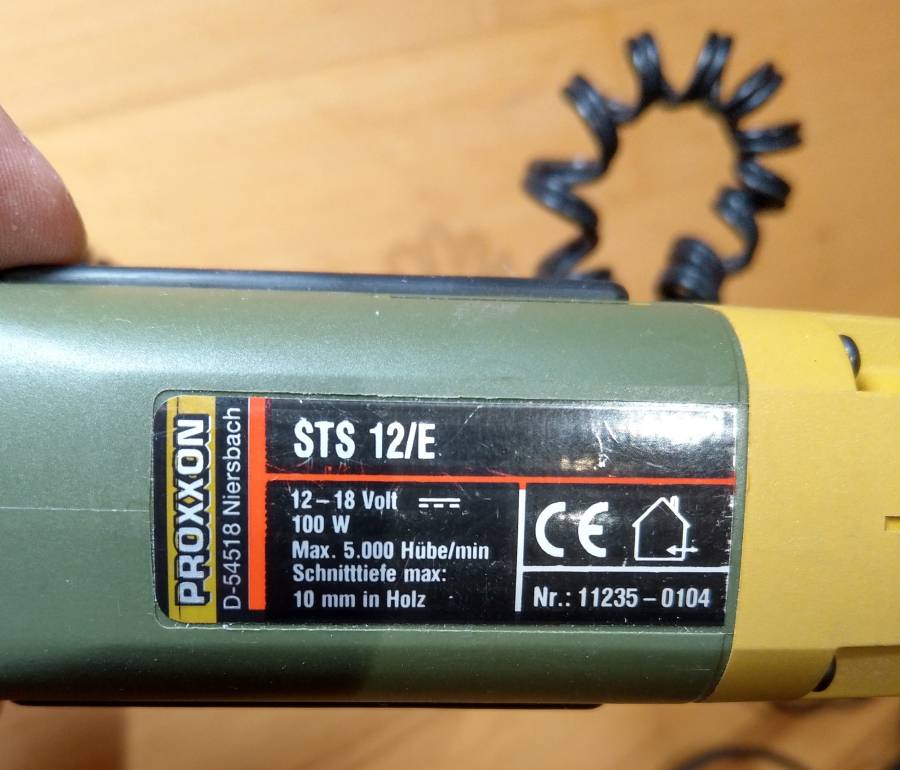 PROXXON
D-54518 Niersbach
STS 12/E
12–18 Volt
100 W
Max. 5.000 Hübe/min
Schnitttiefe max:
10 mm in Holz
CE
Nr.: 11235–0104